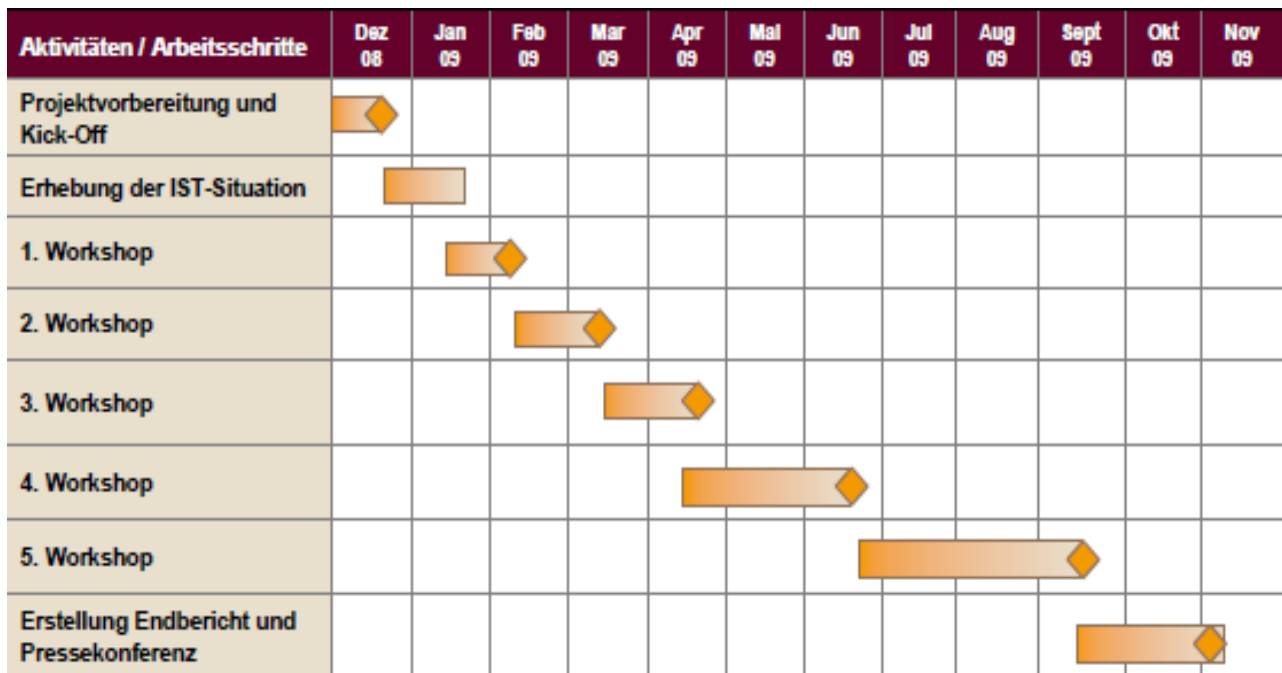 Aktivitäten / Arbeitsschritte
Dez Jan Feb Mar Apr Mai Jun Jul Aug Sept Okt Nov
08 09 09 09 09 09 09 09 09 09 09 09
Projektvorbereitung und
Kick-Off
Erhebung der IST-Situation
1. Workshop
2. Workshop
3. Workshop
4. Workshop
5. Workshop
Erstellung Endbericht und
Pressekonferenz